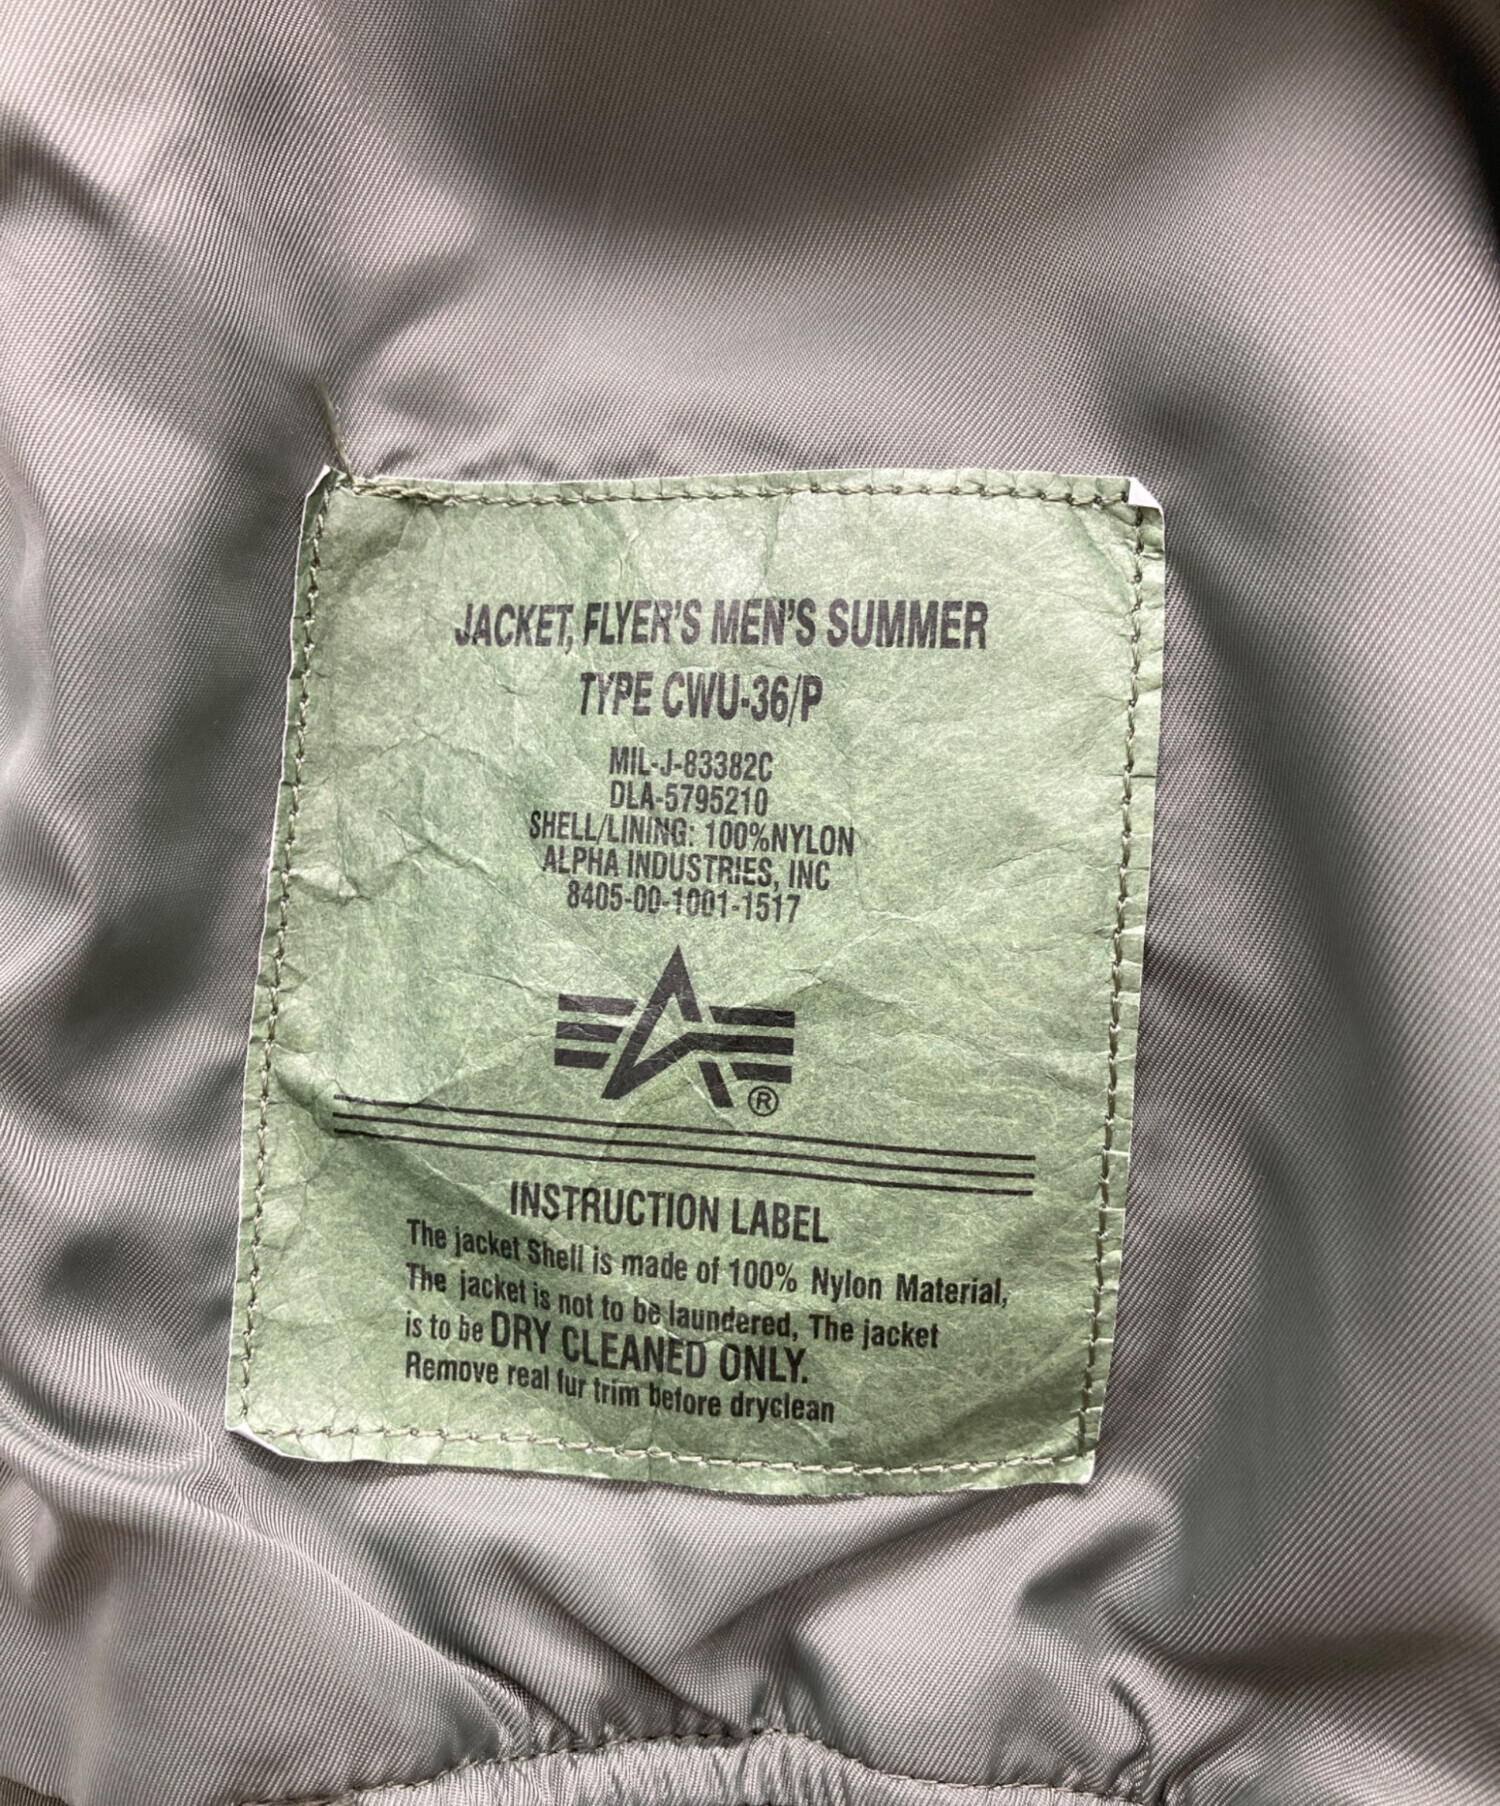 JACKET, FLYER'S MEN'S SUMMER
TYPE CWU-36/P
MIL-J-83382C
DLA-5795210
SHELL/LINING: 100%NYLON
ALPHA INDUSTRIES, INC
8405-00-1001-1517
®
INSTRUCTION LABEL
The jacket Shell is made of 100% Nylon Material,
The jacket is not to be laundered, The jacket
is to be DRY CLEANED ONLY.
Remove real fur trim before dryclean